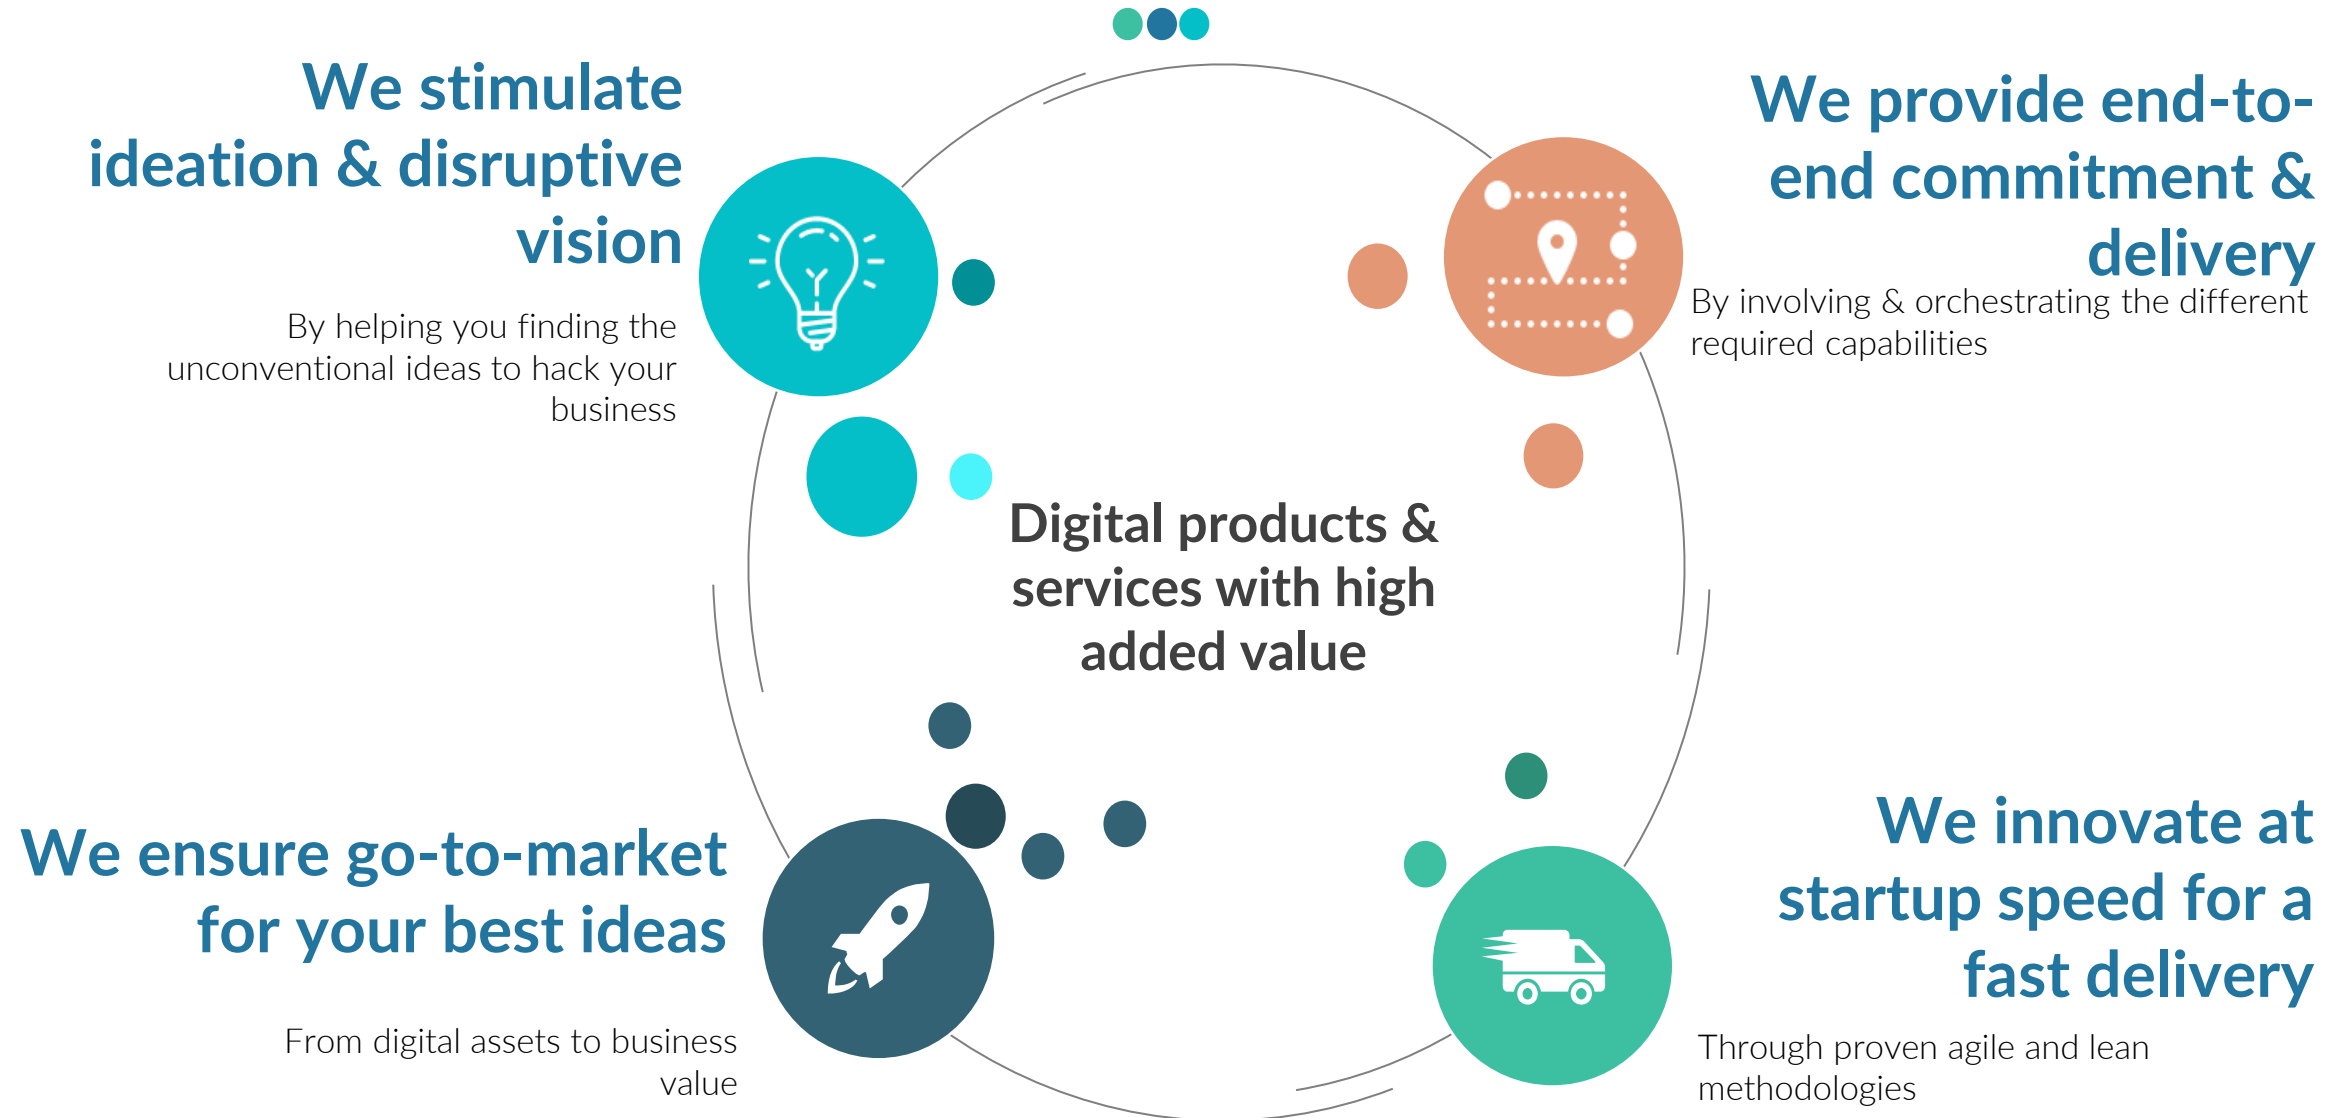 We stimulate
ideation & disruptive
vision
By helping you finding the
unconventional ideas to hack your
business
We provide end-to-
end commitment &
delivery
By involving & orchestrating the different
required capabilities
Digital products &
services with high
added value
We ensure go-to-market
for your best ideas
From digital assets to business
value
We innovate at
startup speed for a
fast delivery
Through proven agile and lean
methodologies